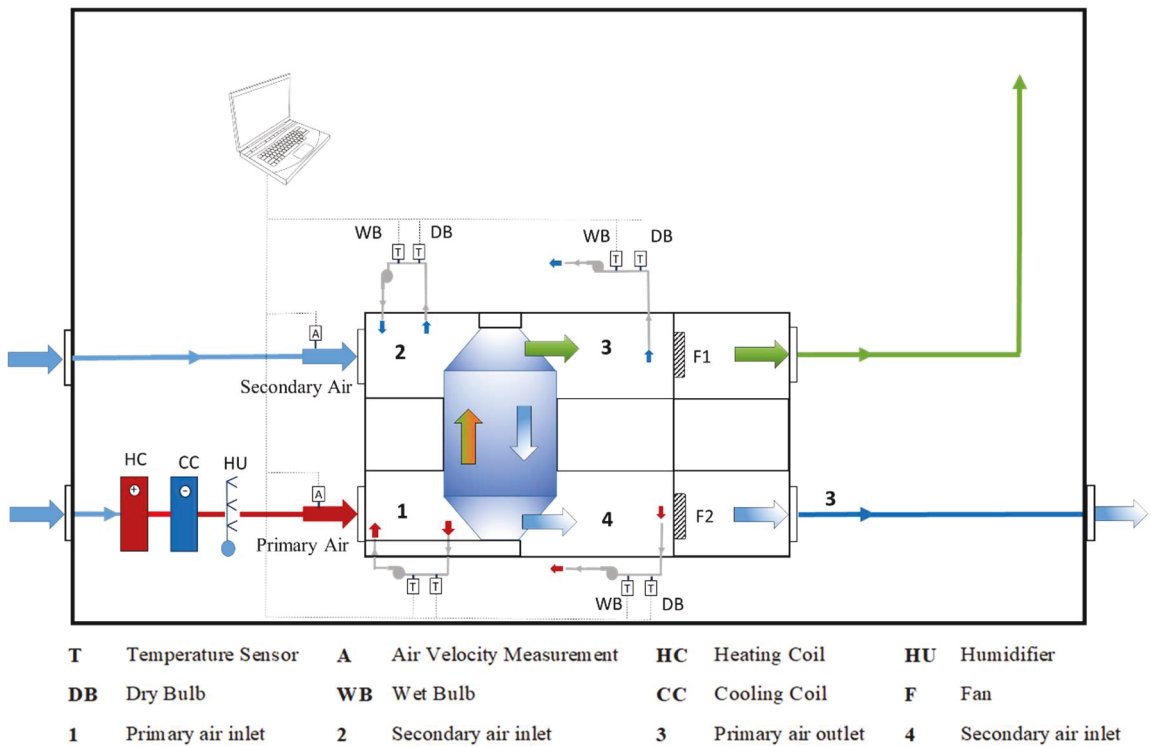 WB DB WB DB
T T T T
A
2 3 F1
Secondary Air
HC CC HU
+ - A
1 4 F2 3
Primary Air
T T T T
WB DB
T Temperature Sensor A Air Velocity Measurement HC Heating Coil HU Humidifier
DB Dry Bulb WB Wet Bulb CC Cooling Coil F Fan
1 Primary air inlet 2 Secondary air inlet 3 Primary air outlet 4 Secondary air inlet